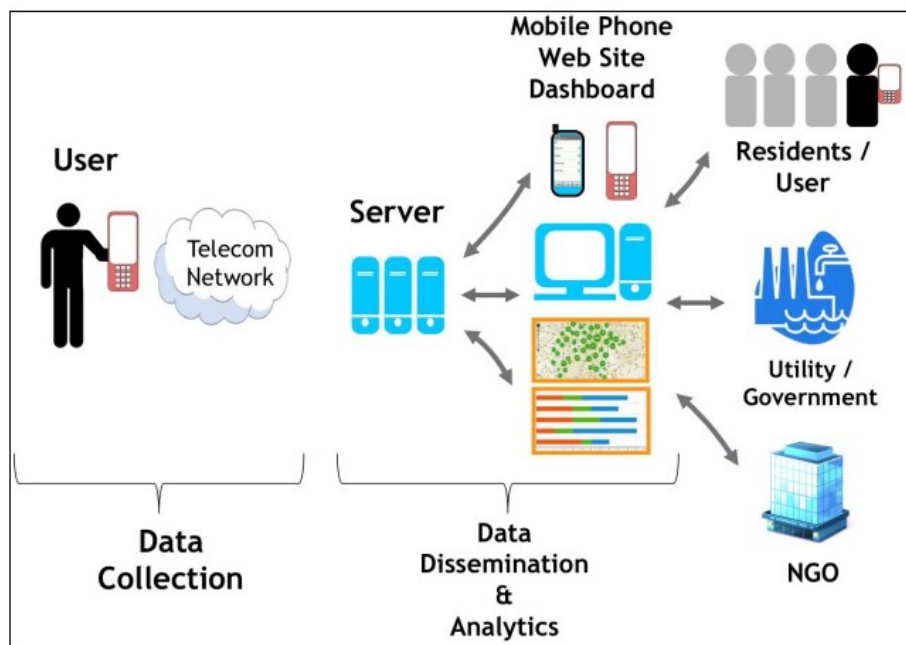 User
Telecom
Network
Data
Collection
Server
Mobile Phone
Web Site
Dashboard
Data
Dissemination
&
Analytics
Residents /
User
Utility /
Government
NGO